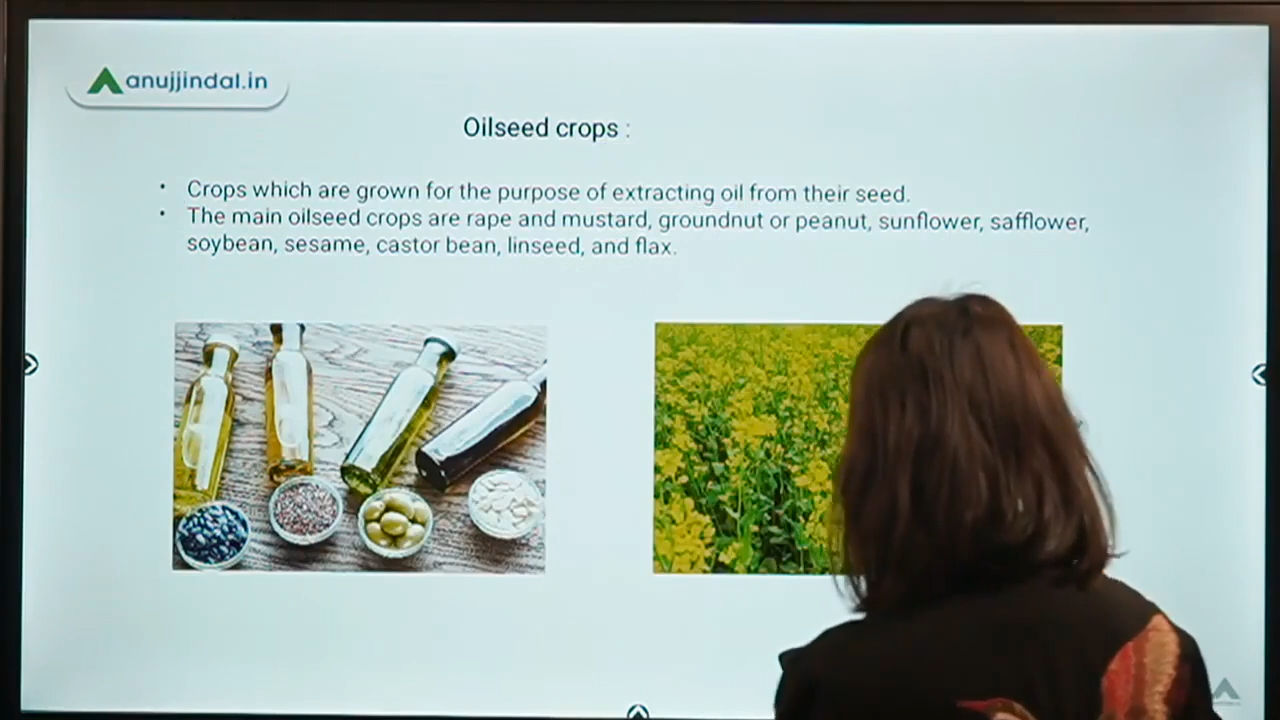 anujjindal.in
Oilseed crops :
• Crops which are grown for the purpose of extracting oil from their seed.
• The main oilseed crops are rape and mustard, groundnut or peanut, sunflower, safflower,
soybean, sesame, castor bean, linseed, and flax.